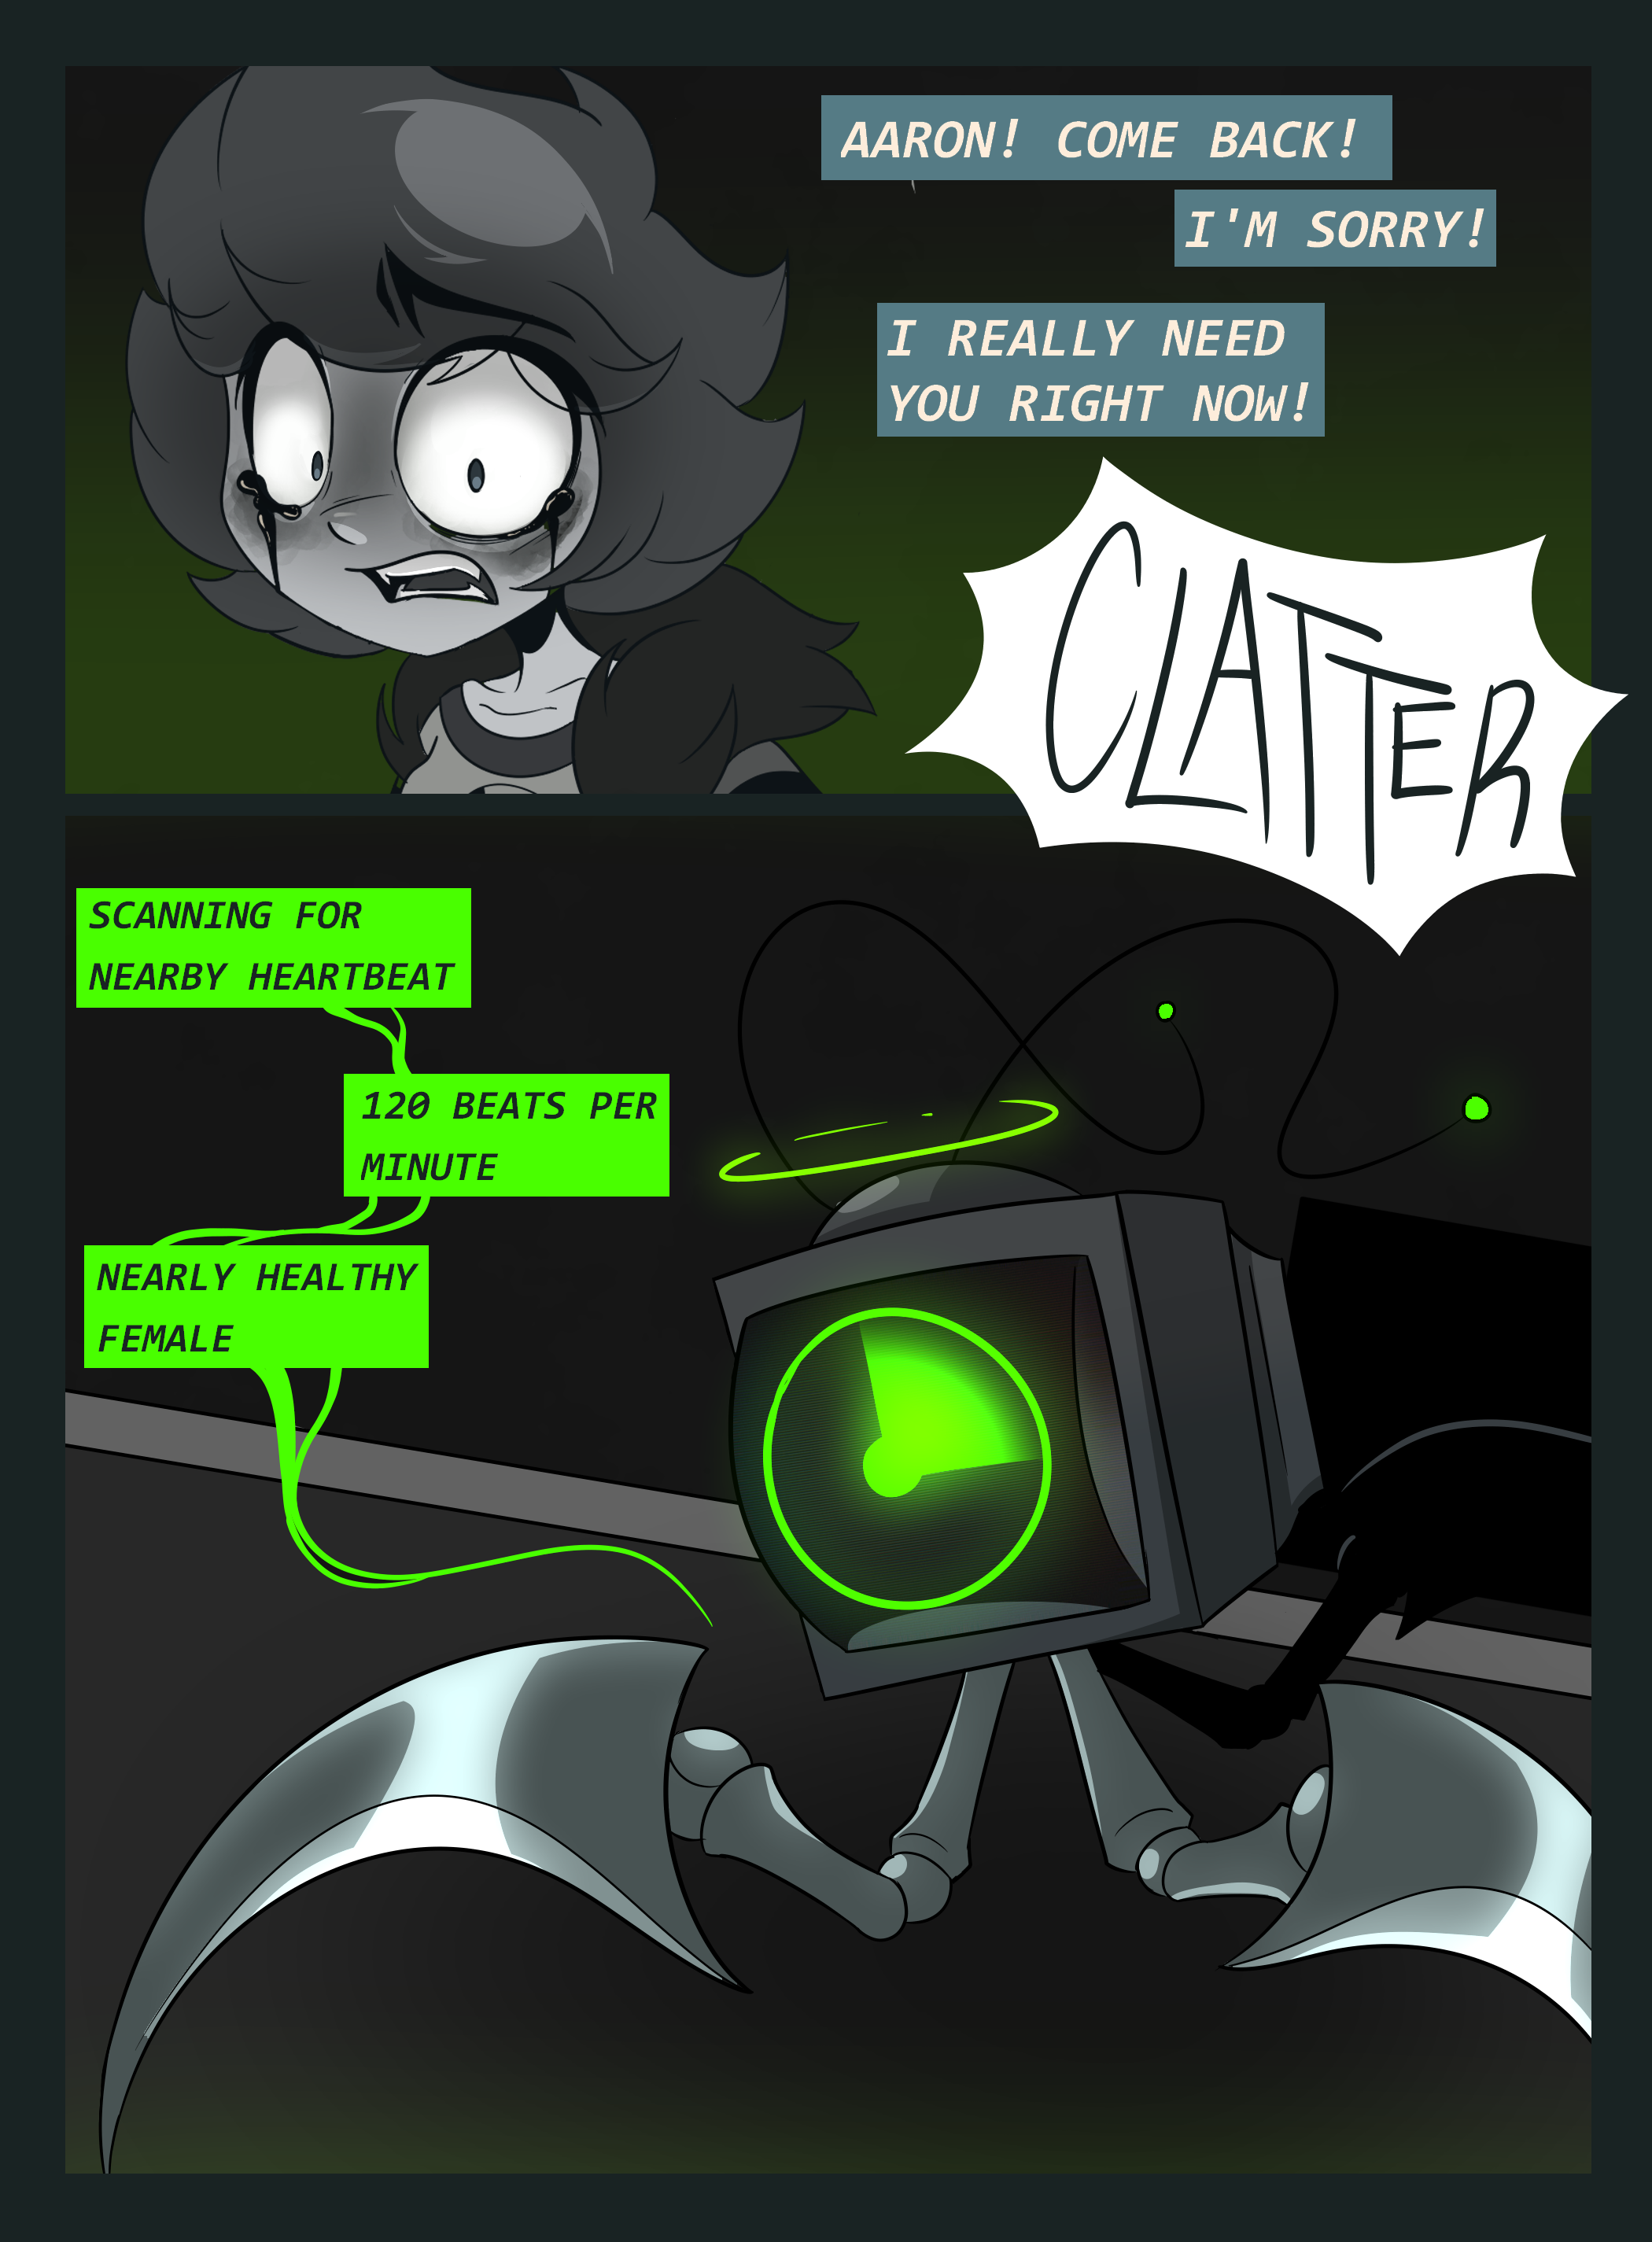 AARON! COME BACK!
I'M SORRY!
I REALLY NEED
YOU RIGHT NOW!
CLATTER
SCANNING FOR
NEARBY HEARTBEAT
120 BEATS PER
MINUTE
NEARLY HEALTHY
FEMALE